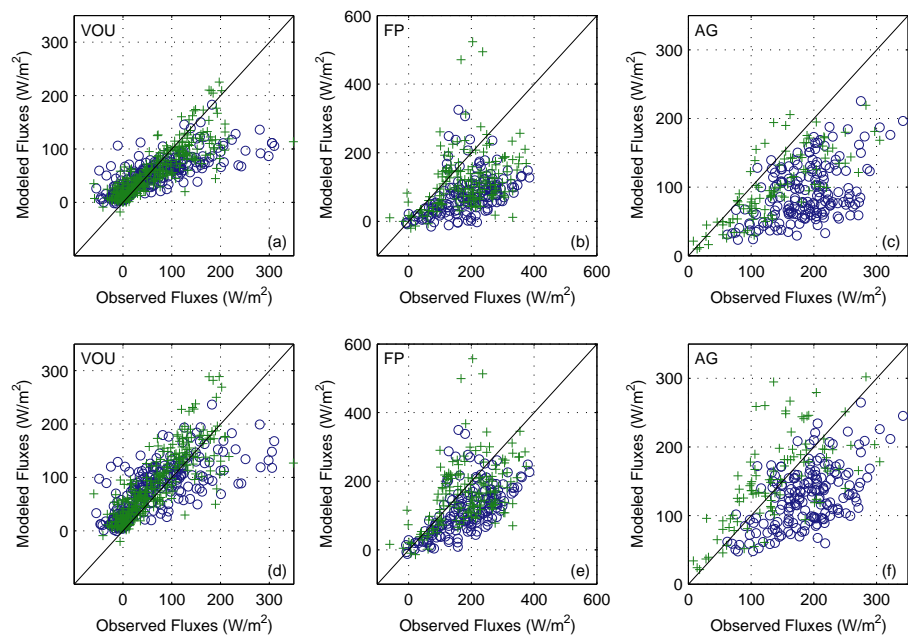 VOU
300
200
100
0
0 100 200 300
Modeled Fluxes (W/m²)
Observed Fluxes (W/m²)
(a)
FP
600
400
200
0
0 200 400 600
Modeled Fluxes (W/m²)
Observed Fluxes (W/m²)
(b)
AG
300
200
100
0
0 100 200 300
Modeled Fluxes (W/m²)
Observed Fluxes (W/m²)
(c)
VOU
300
200
100
0
0 100 200 300
Modeled Fluxes (W/m²)
Observed Fluxes (W/m²)
(d)
FP
600
400
200
0
0 200 400 600
Modeled Fluxes (W/m²)
Observed Fluxes (W/m²)
(e)
AG
300
200
100
0
0 100 200 300
Modeled Fluxes (W/m²)
Observed Fluxes (W/m²)
(f)